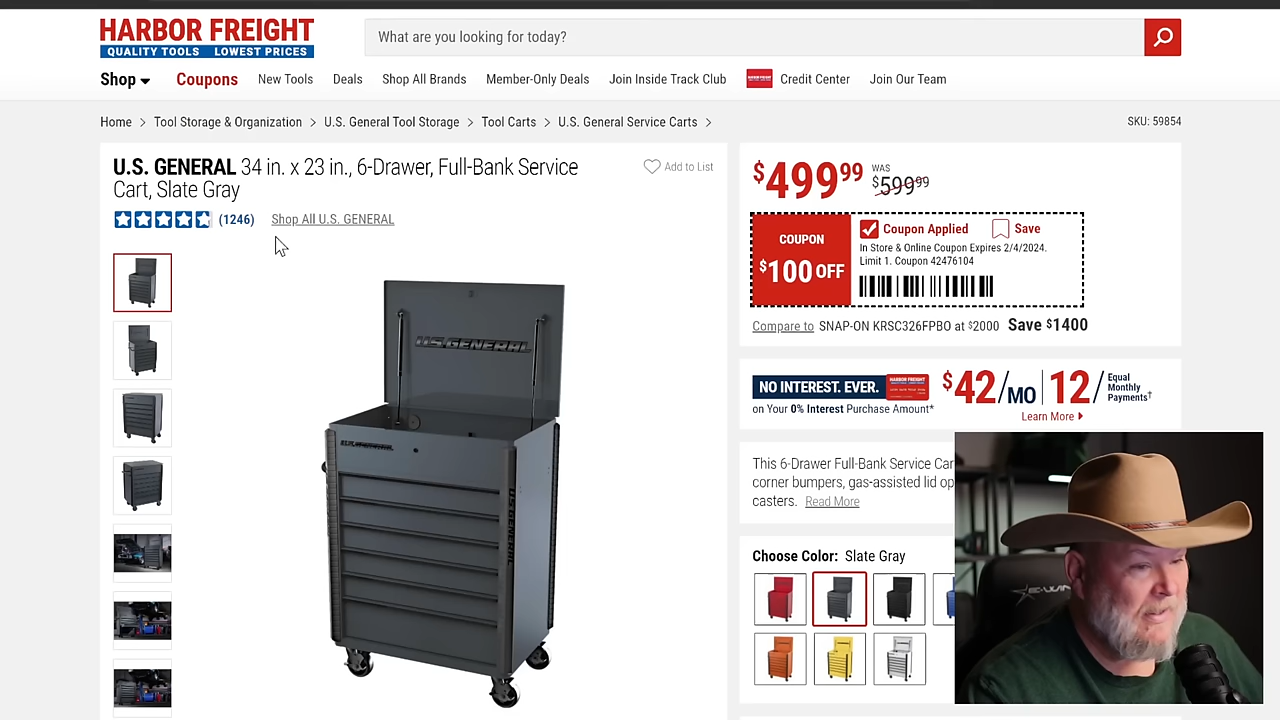 HARBOR FREIGHT
QUALITY TOOLS LOWEST PRICES
What are you looking for today?
Shop
Coupons
New Tools
Deals
Shop All Brands
Member-Only Deals
Join Inside Track Club
Credit Center
Join Our Team
Home > Tool Storage & Organization > U.S. General Tool Storage > Tool Carts > U.S. General Service Carts >
SKU: 59854
U.S. GENERAL 34 in. x 23 in., 6-Drawer, Full-Bank Service
Cart, Slate Gray
Add to List
(1246)
Shop All U.S. GENERAL
U.S.GENERAL
U.S.GENERAL
U.S.GENERAL
$499.99
WAS
$599.99
COUPON
$100 OFF
Coupon Applied
Save
In Store & Online Coupon Expires 2/4/2024.
Limit 1. Coupon 42476104
Compare to SNAP-ON KRSC326FPBO at $2000 Save $1400
NO INTEREST. EVER.
HARBOR FREIGHT
on Your 0% Interest Purchase Amount*
$42/MO
12/
Equal
Monthly
Payments†
Learn More
This 6-Drawer Full-Bank Service Car
corner bumpers, gas-assisted lid op
casters. Read More
Choose Color: Slate Gray